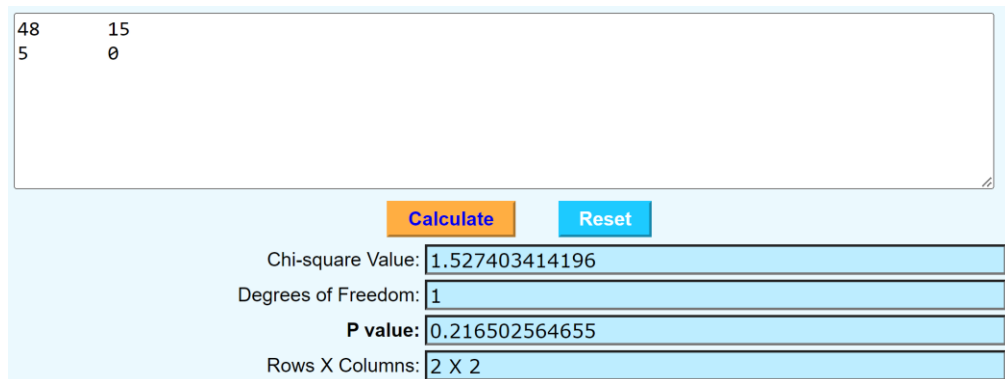 48 15
5 0
Calculate Reset
Chi-square Value: 1.527403414196
Degrees of Freedom: 1
P value: 0.216502564655
Rows X Columns: 2 X 2